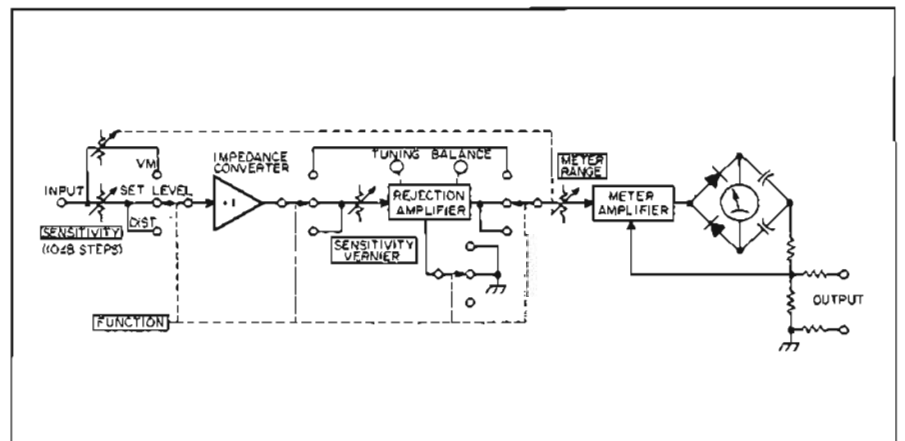 IMPEDANCE
CONVERTER
TUNING BALANCE
METER
RANGE
VM
INPUT
SET LEVEL
+1
REJECTION
AMPLIFIER
METER
AMPLIFIER
DIST.
SENSITIVITY
(10dB STEPS)
SENSITIVITY
VERNIER
OUTPUT
FUNCTION